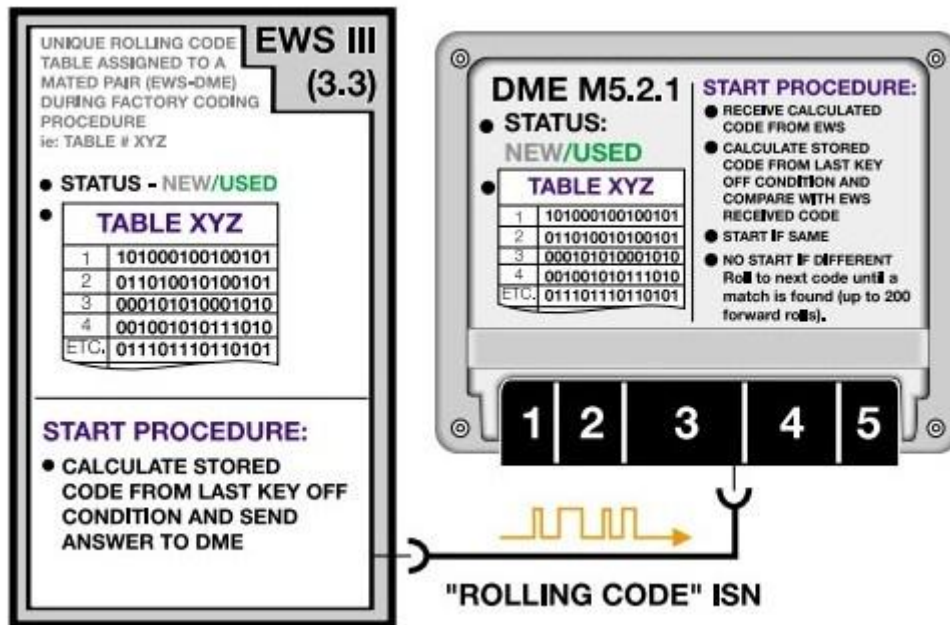 UNIQUE ROLLING CODE
TABLE ASSIGNED TO A
MATED PAIR (EWS-DME)
DURING FACTORY CODING
PROCEDURE
ie: TABLE # XYZ
EWS III
(3.3)
● STATUS - NEW/USED
●
TABLE XYZ
1 101000100100101
2 011010010100101
3 000101010001010
4 001001010111010
ETC. 011101110110101
START PROCEDURE:
● CALCULATE STORED
CODE FROM LAST KEY OFF
CONDITION AND SEND
ANSWER TO DME
DME M5.2.1
● STATUS:
NEW/USED
●
TABLE XYZ
1 101000100100101
2 011010010100101
3 000101010001010
4 001001010111010
ETC. 011101110110101
START PROCEDURE:
● RECEIVE CALCULATED
CODE FROM EWS
● CALCULATE STORED
CODE FROM LAST KEY
OFF CONDITION AND
COMPARE WITH EWS
RECEIVED CODE
● START IF SAME
● NO START IF DIFFERENT
Roll to next code until a
match is found (up to 200
forward rolls).
1 2 3 4 5
"ROLLING CODE" ISN